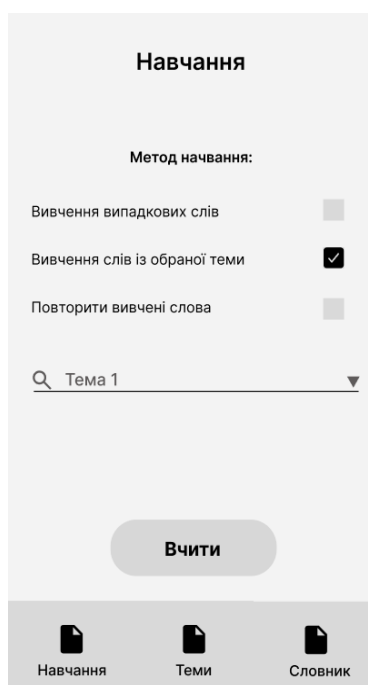 Навчання
Метод начвання:
Вивчення випадкових слів
Вивчення слів із обраної теми
Повторити вивчені слова
Тема 1
Вчити
Навчання Теми Словник